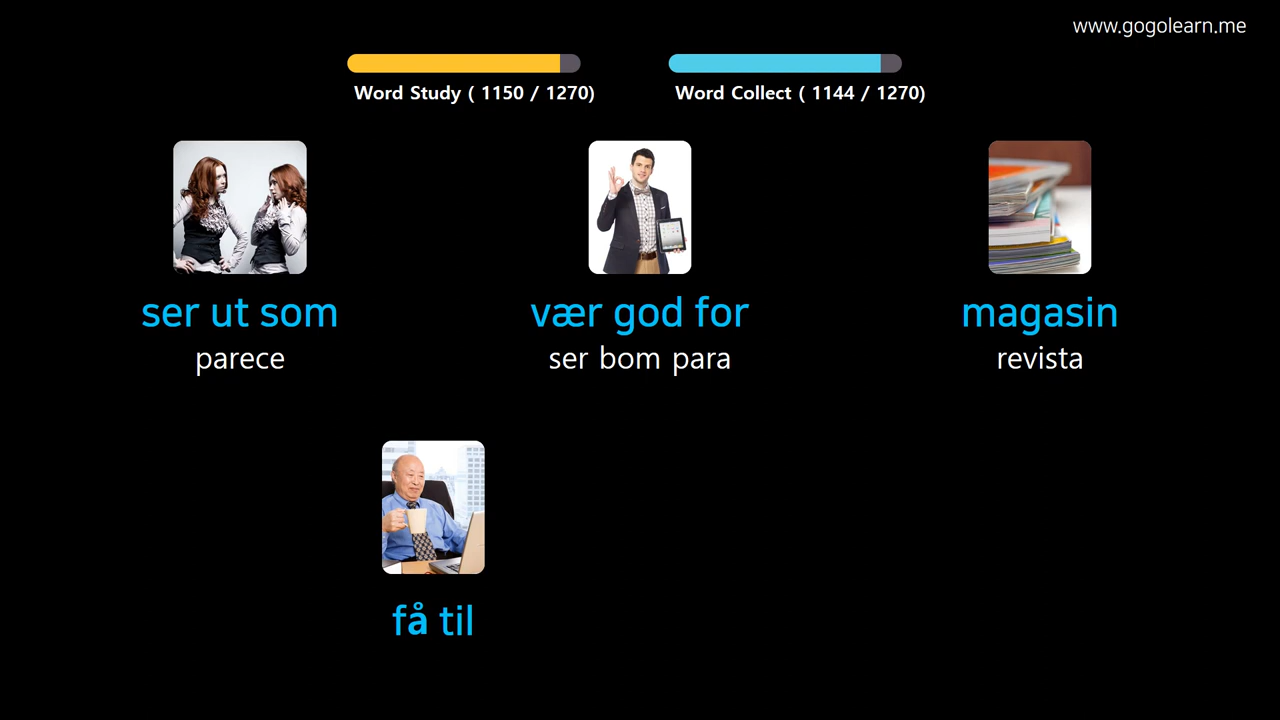 www.gogolearn.me
Word Study ( 1150 / 1270)
Word Collect ( 1144 / 1270)
ser ut som
parece
vær god for
ser bom para
magasin
revista
få til